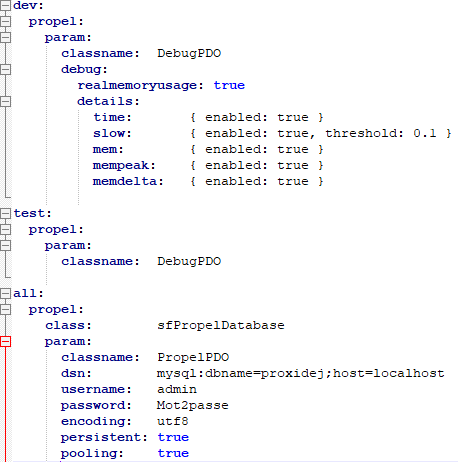 dev:
propel:
param:
classname: DebugPDO
debug:
realmemoryusage: true
details:
time: { enabled: true }
slow: { enabled: true, threshold: 0.1 }
mem: { enabled: true }
mempeak: { enabled: true }
memdelta: { enabled: true }
test:
propel:
param:
classname: DebugPDO
all:
propel:
class: sfPropelDatabase
param:
classname: PropelPDO
dsn: mysql:dbname=proxidej;host=localhost
username: admin
password: Mot2passe
encoding: utf8
persistent: true
pooling: true